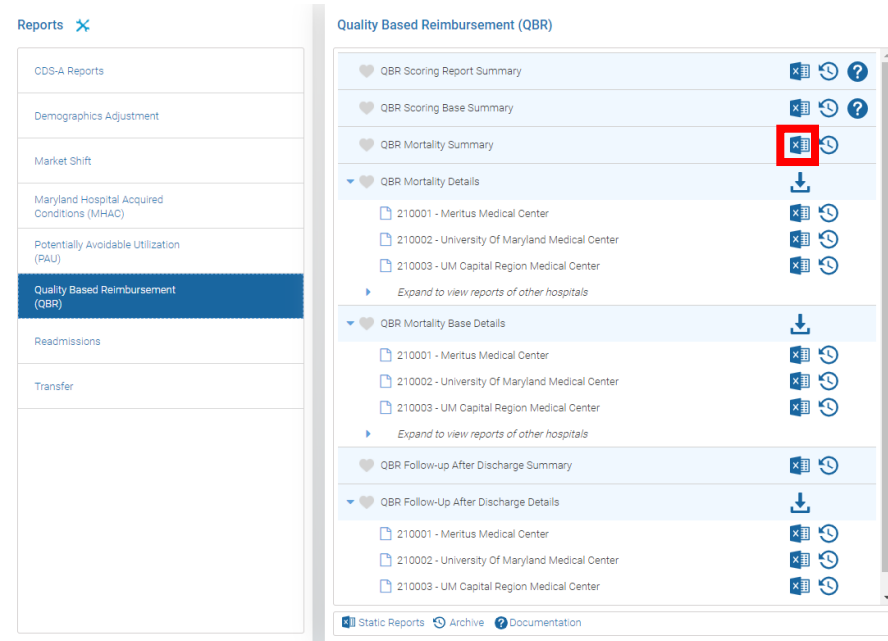 Reports
CDS-A Reports
Demographics Adjustment
Market Shift
Maryland Hospital Acquired
Conditions (MHAC)
Potentially Avoidable Utilization
(PAU)
Quality Based Reimbursement
(QBR)
Readmissions
Transfer
Quality Based Reimbursement (QBR)
QBR Scoring Report Summary
QBR Scoring Base Summary
QBR Mortality Summary
QBR Mortality Details
210001 - Meritus Medical Center
210002 - University Of Maryland Medical Center
210003 - UM Capital Region Medical Center
Expand to view reports of other hospitals
QBR Mortality Base Details
210001 - Meritus Medical Center
210002 - University Of Maryland Medical Center
210003 - UM Capital Region Medical Center
Expand to view reports of other hospitals
QBR Follow-up After Discharge Summary
QBR Follow-Up After Discharge Details
210001 - Meritus Medical Center
210002 - University Of Maryland Medical Center
210003 - UM Capital Region Medical Center
Static Reports Archive Documentation